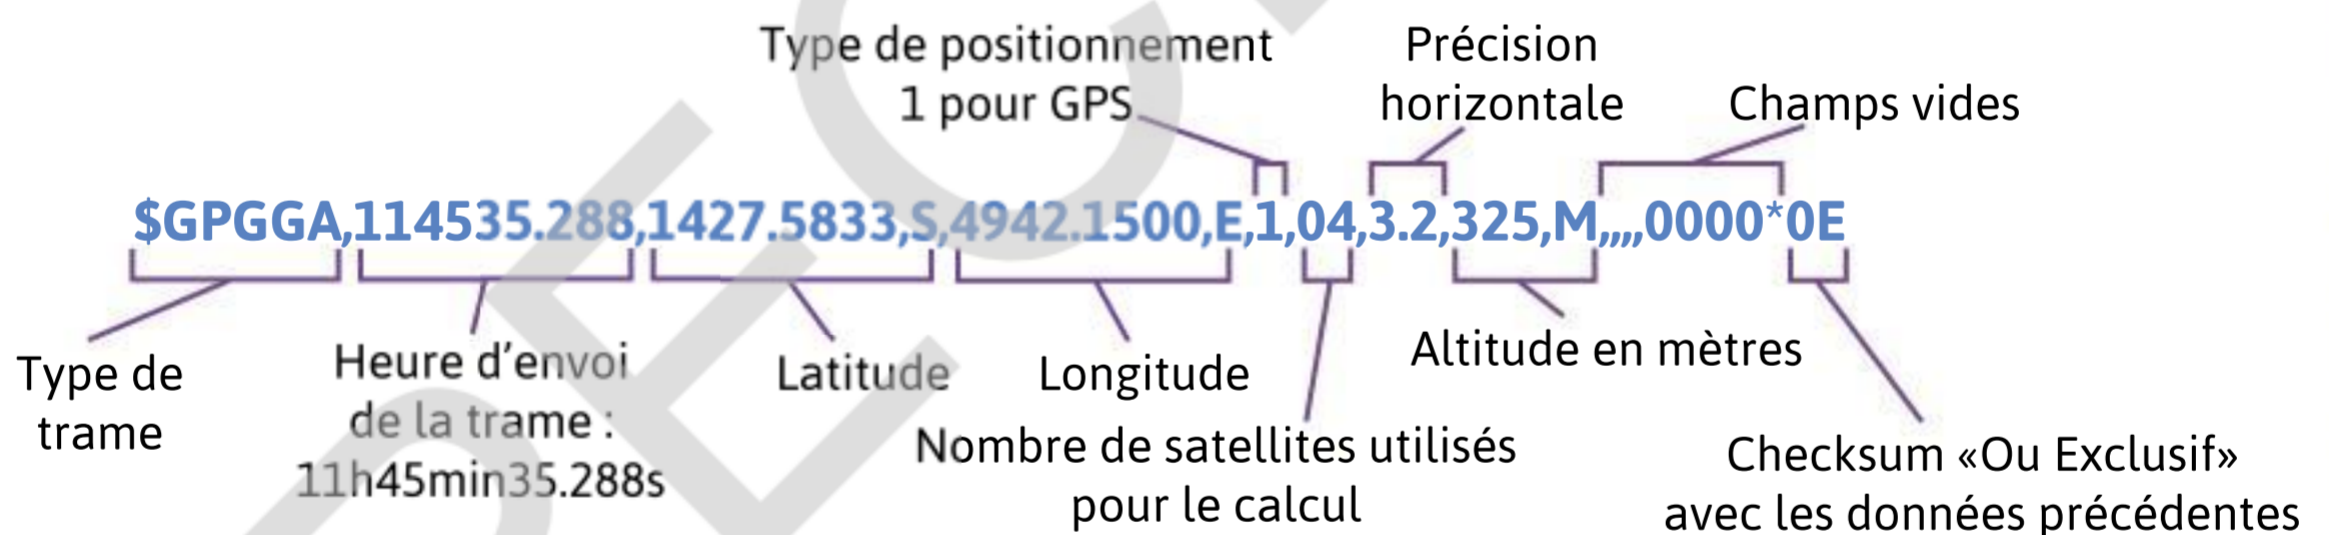 Type de positionnement
1 pour GPS
Précision
horizontale
Champs vides
$GPGGA,114535.288,1427.5833,S,4942.1500,E,1,04,3.2,325,M,,,,0000*0E
Type de
trame
Heure d'envoi
de la trame :
11h45min35.288s
Latitude
Longitude
Nombre de satellites utilisés
pour le calcul
Altitude en mètres
Checksum «Ou Exclusif»
avec les données précédentes